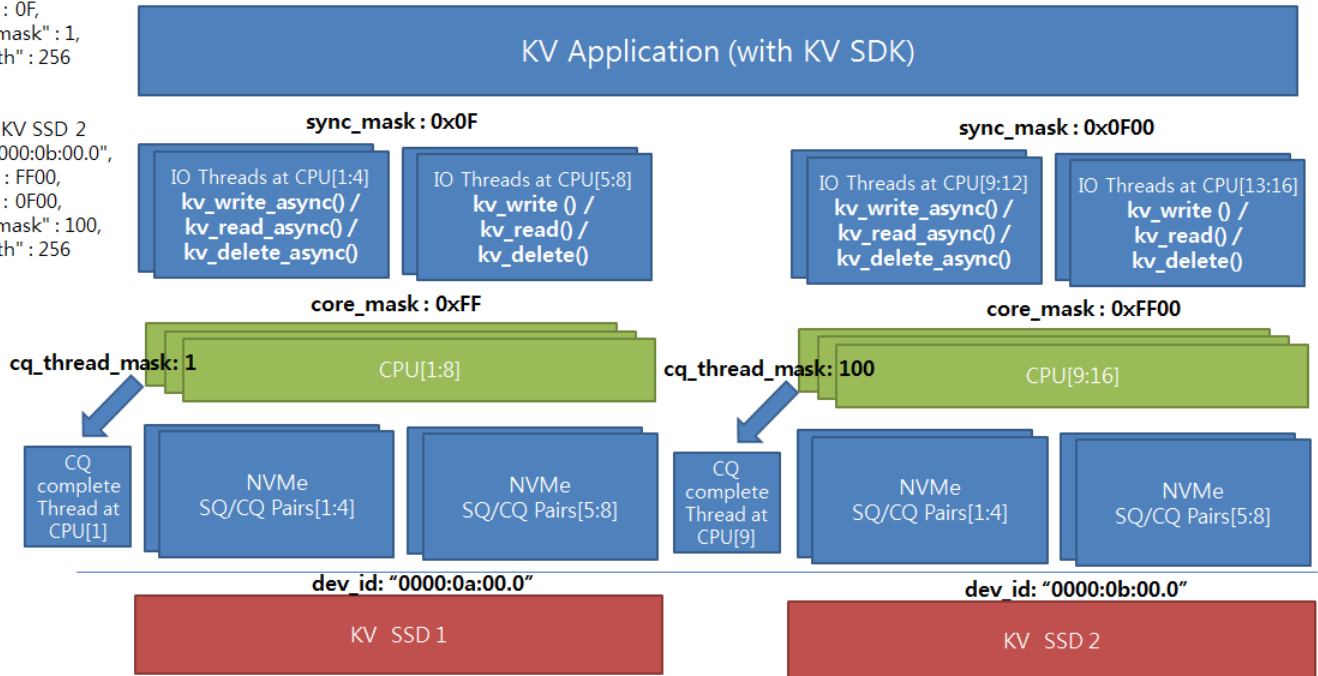 : 0F,
mask" : 1,
th" : 256
KV SSD 2
000:0b:00.0",
: FF00,
: 0F00,
mask" : 100,
th" : 256
KV Application (with KV SDK)
sync_mask : 0x0F
sync_mask : 0x0F00
IO Threads at CPU[1:4]
kv_write_async() /
kv_read_async() /
kv_delete_async()
IO Threads at CPU[5:8]
kv_write () /
kv_read() /
kv_delete()
IO Threads at CPU[9:12]
kv_write_async() /
kv_read_async() /
kv_delete_async()
IO Threads at CPU[13:16]
kv_write () /
kv_read() /
kv_delete()
core_mask : 0xFF
core_mask : 0xFF00
cq_thread_mask: 1
CPU[1:8]
cq_thread_mask: 100
CPU[9:16]
CQ
complete
Thread at
CPU[1]
NVMe
SQ/CQ Pairs[1:4]
NVMe
SQ/CQ Pairs[5:8]
CQ
complete
Thread at
CPU[9]
NVMe
SQ/CQ Pairs[1:4]
NVMe
SQ/CQ Pairs[5:8]
dev_id: “0000:0a:00.0”
dev_id: “0000:0b:00.0”
KV SSD 1
KV SSD 2